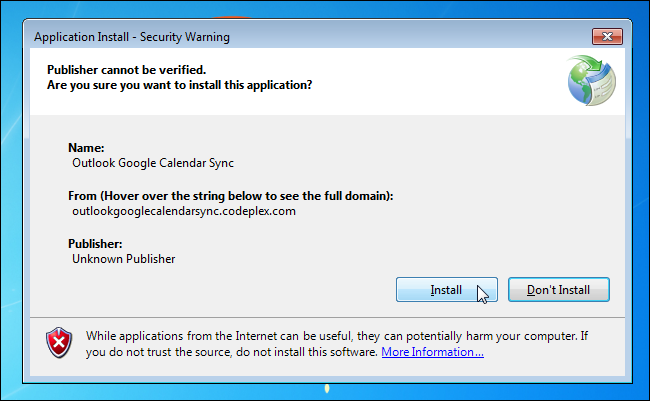 Application Install - Security Warning
Publisher cannot be verified.
Are you sure you want to install this application?
Name:
Outlook Google Calendar Sync
From (Hover over the string below to see the full domain):
outlookgooglecalendarsync.codeplex.com
Publisher:
Unknown Publisher
Install Don't Install
While applications from the Internet can be useful, they can potentially harm your computer. If
you do not trust the source, do not install this software. More Information...